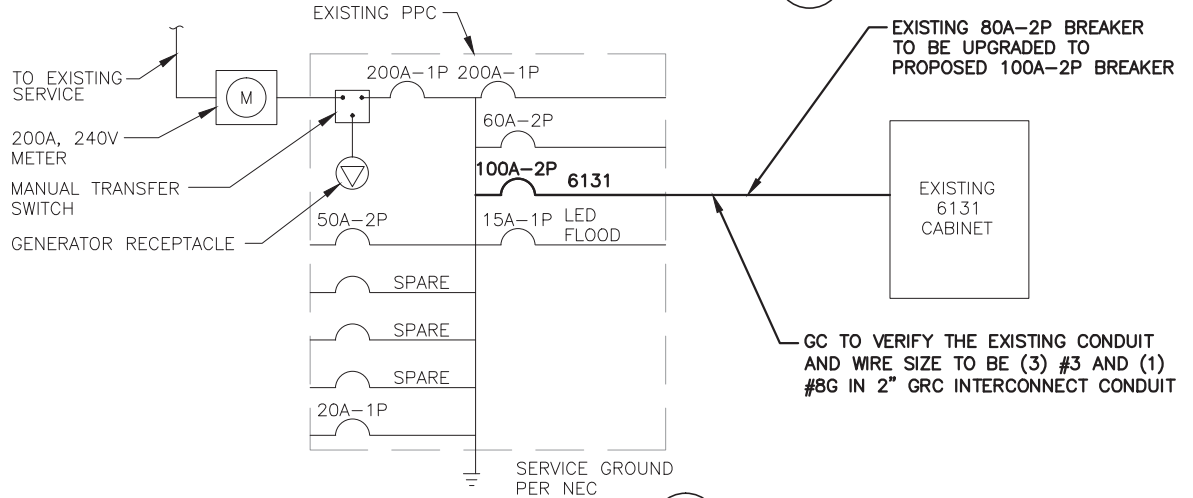 EXISTING PPC
EXISTING 80A-2P BREAKER
TO BE UPGRADED TO
PROPOSED 100A-2P BREAKER
TO EXISTING
SERVICE
200A-1P 200A-1P
M
200A, 240V
METER
60A-2P
MANUAL TRANSFER
SWITCH
100A-2P
6131
EXISTING
6131
CABINET
GENERATOR RECEPTACLE
50A-2P
15A-1P
LED
FLOOD
SPARE
SPARE
SPARE
20A-1P
GC TO VERIFY THE EXISTING CONDUIT
AND WIRE SIZE TO BE (3) #3 AND (1)
#8G IN 2" GRC INTERCONNECT CONDUIT
SERVICE GROUND
PER NEC